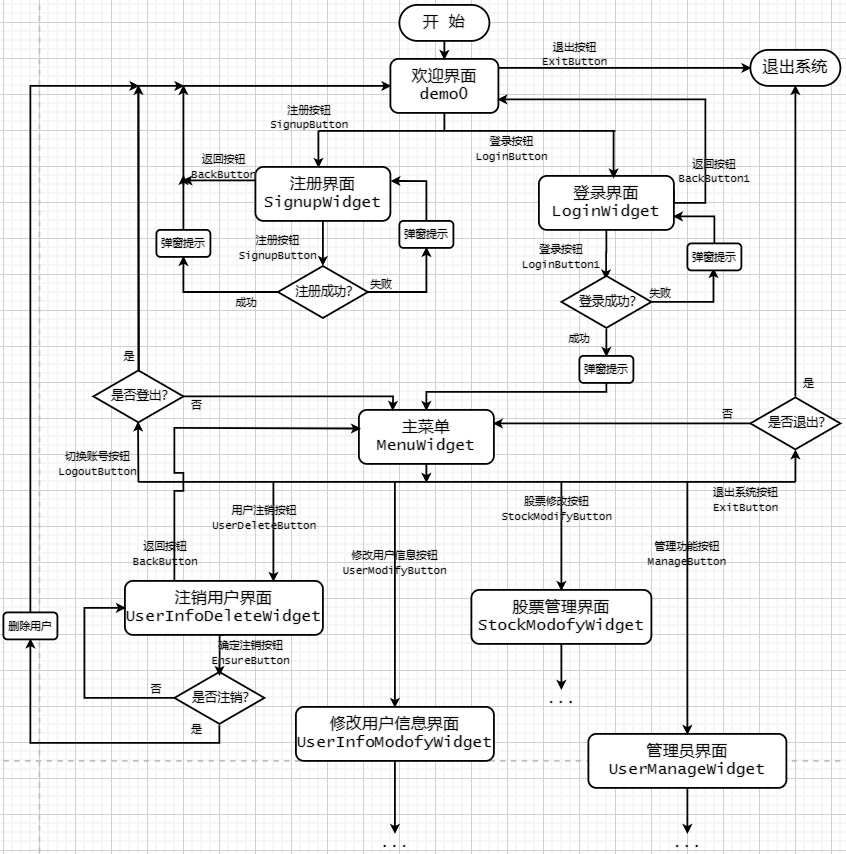 开 始
退出按钮
ExitButton
退出系统
欢迎界面
demo0
注册按钮
SignupButton
登录按钮
LoginButton
返回按钮
BackButton
返回按钮
BackButton1
注册界面
SignupWidget
登录界面
LoginWidget
弹窗提示
注册按钮
SignupButton
弹窗提示
登录按钮
LoginButton1
弹窗提示
注册成功?
失败
成功
登录成功?
失败
成功
弹窗提示
是
是否登出?
否
是
是否退出?
否
主菜单
MenuWidget
切换账号按钮
LogoutButton
用户注销按钮
UserDeleteButton
股票修改按钮
StockModifyButton
退出系统按钮
ExitButton
返回按钮
BackButton
修改用户信息按钮
UserModifyButton
管理功能按钮
ManageButton
注销用户界面
UserInfoDeleteWidget
股票管理界面
StockModofyWidget
删除用户
确定注销按钮
EnsureButton
否
是否注销?
是
...
修改用户信息界面
UserInfoModofyWidget
管理员界面
UserManageWidget
...
...